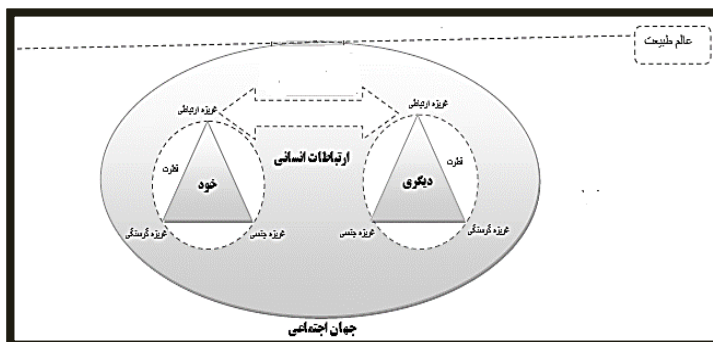 عالم طبیعت
غریزه ارتباطی
غریزه ارتباطی
ارتباطات انسانی
فطرت
فطرت
دیگری
خود
غریزه گرسنگی
غریزه جنسی
غریزه جنسی
غریزه گرسنگی
جهان اجتماعی